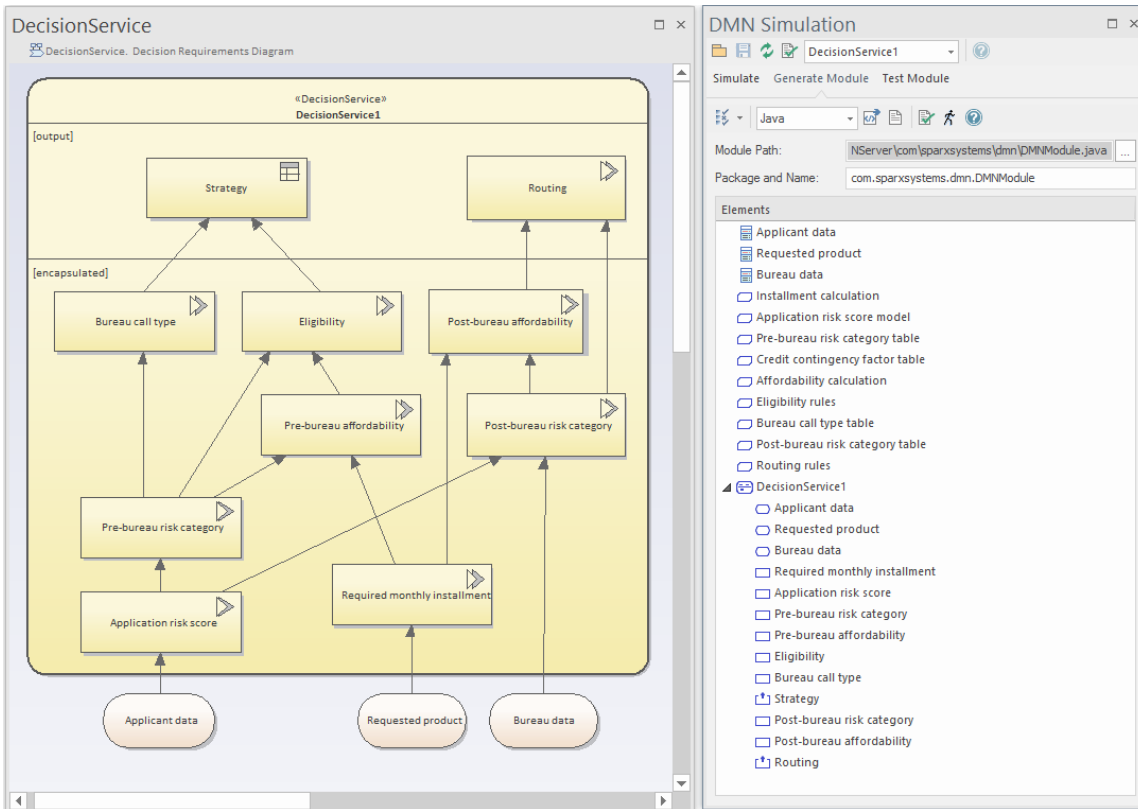 DecisionService
DecisionService. Decision Requirements Diagram
«DecisionService»
DecisionService1
[output]
Strategy
Routing
[encapsulated]
Bureau call type
Eligibility
Post-bureau affordability
Pre-bureau affordability
Post-bureau risk category
Pre-bureau risk category
Required monthly installment
Application risk score
Applicant data
Requested product
Bureau data
DMN Simulation
DecisionService1
Simulate Generate Module Test Module
Java
Module Path: NServer\com\sparxsystems\dmn\DMNModule.java ...
Package and Name: com.sparxsystems.dmn.DMNModule
Elements
Applicant data
Requested product
Bureau data
Installment calculation
Application risk score model
Pre-bureau risk category table
Credit contingency factor table
Affordability calculation
Eligibility rules
Bureau call type table
Post-bureau risk category table
Routing rules
DecisionService1
Applicant data
Requested product
Bureau data
Required monthly installment
Application risk score
Pre-bureau risk category
Pre-bureau affordability
Eligibility
Bureau call type
Strategy
Post-bureau risk category
Post-bureau affordability
Routing